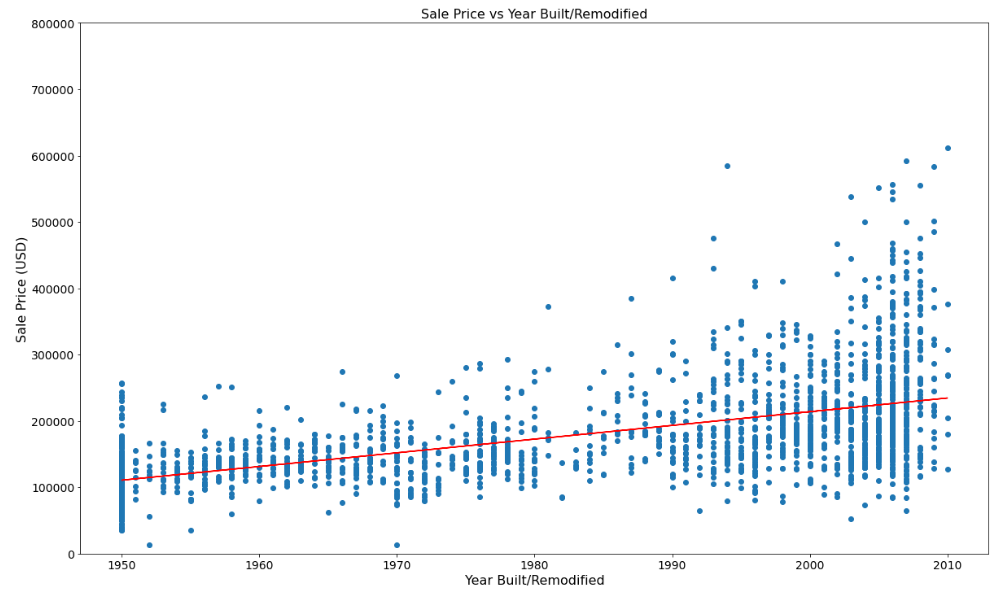 Sale Price vs Year Built/Remodified
800000
700000
600000
500000
400000
300000
200000
100000
0
Sale Price (USD)
1950 1960 1970 1980 1990 2000 2010
Year Built/Remodified